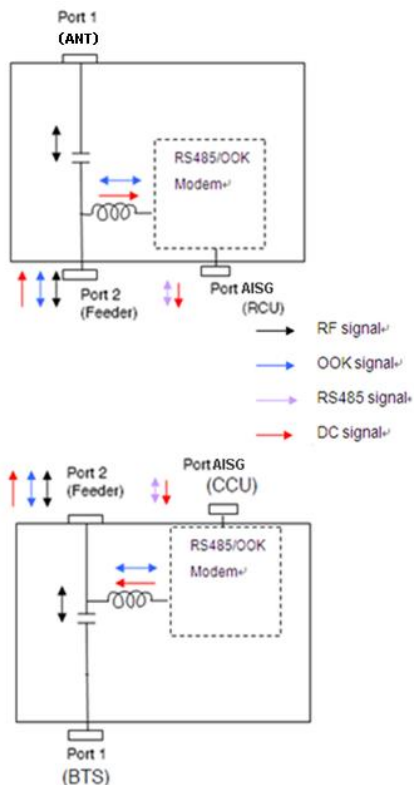 Port 1
(ANT)
RS485/OOK
Modem↵
Port 2
(Feeder)
Port AISG
(RCU)
RF signal↵
OOK signal↵
RS485 signal↵
DC signal↵
Port 2
(Feeder)
Port AISG
(CCU)
RS485/OOK
Modem↵
Port 1
(BTS)